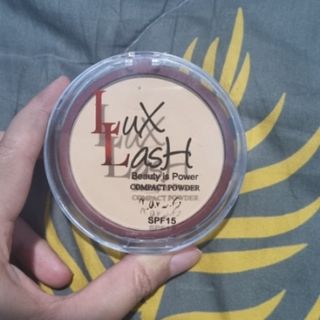 LUX
LASH
Beauty is Power
COMPACT POWDER
SPF15